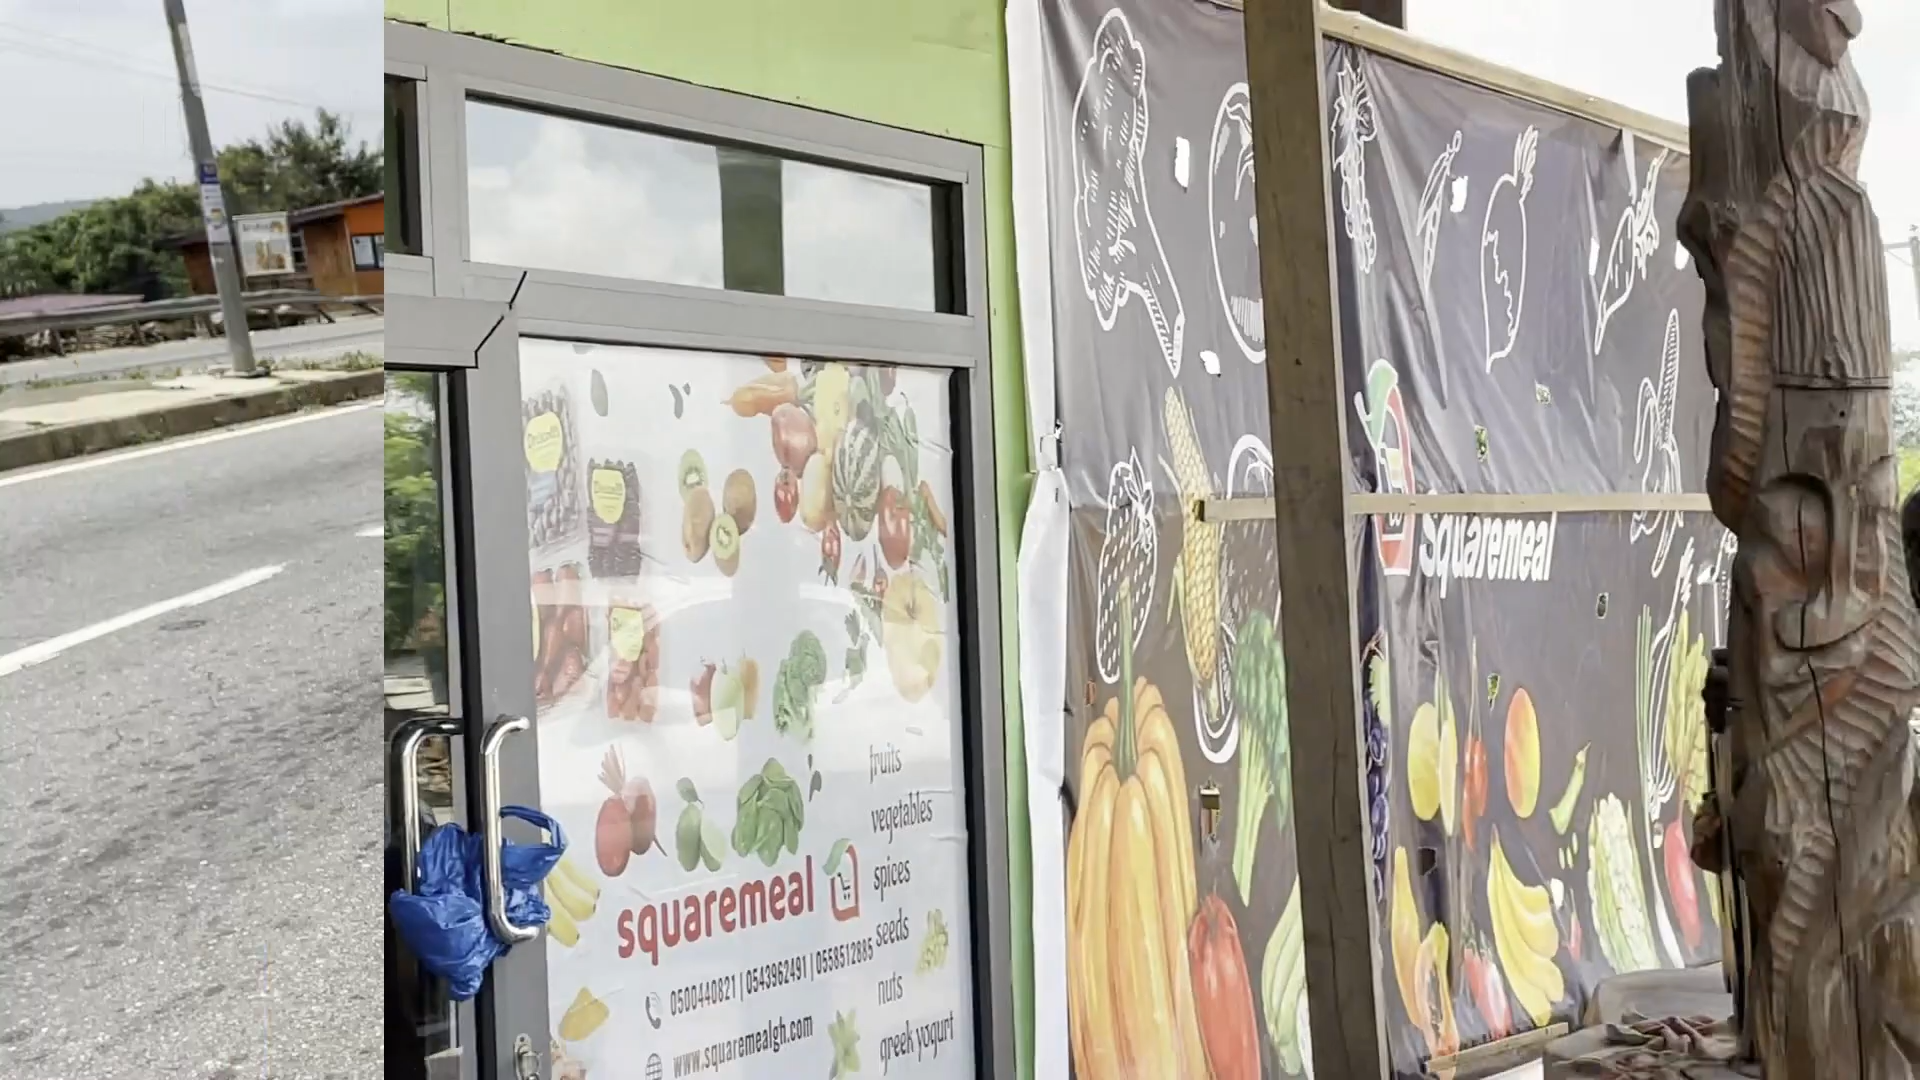 squaremeal
0500440821 | 0543962491 | 0558512885
www.squaremealgh.com
fruits
vegetables
spices
seeds
nuts
greek yogurt
Squaremeal